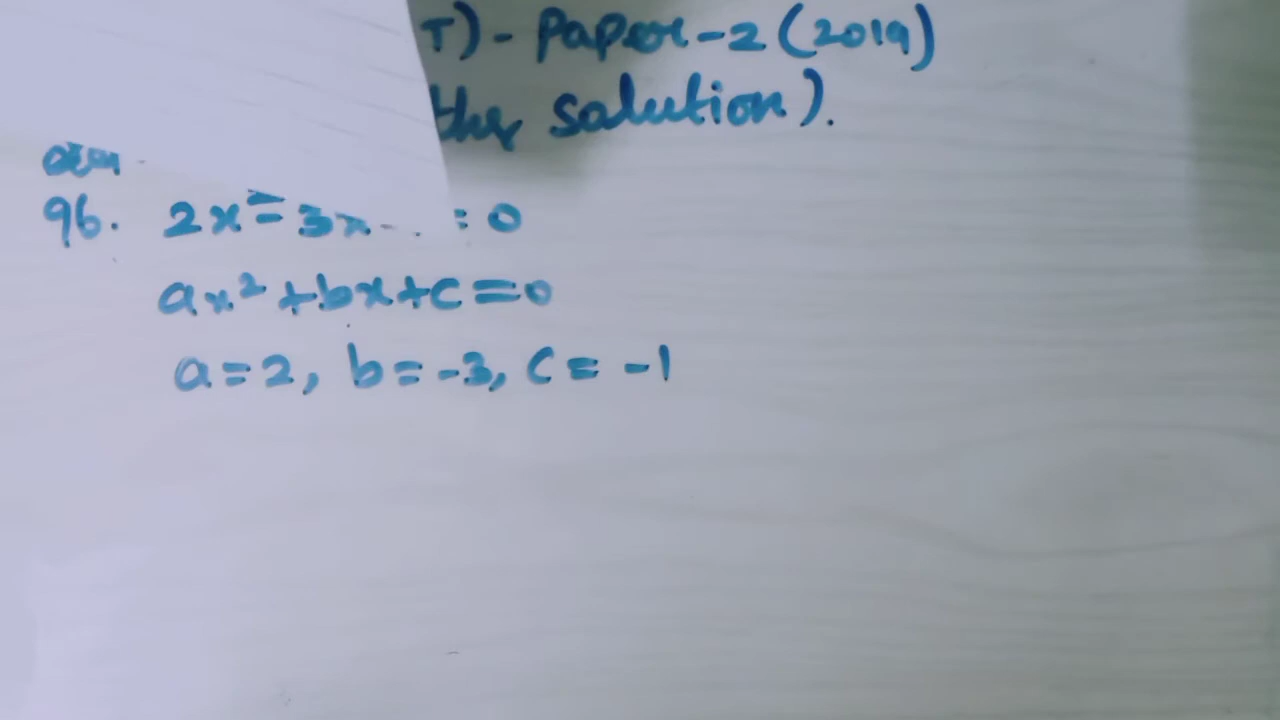 T)-Paper-2 (2019)
the solution).
96. 2x² - 3x = 0
ax² + bx + c = 0
a = 2, b = -3, c = -1